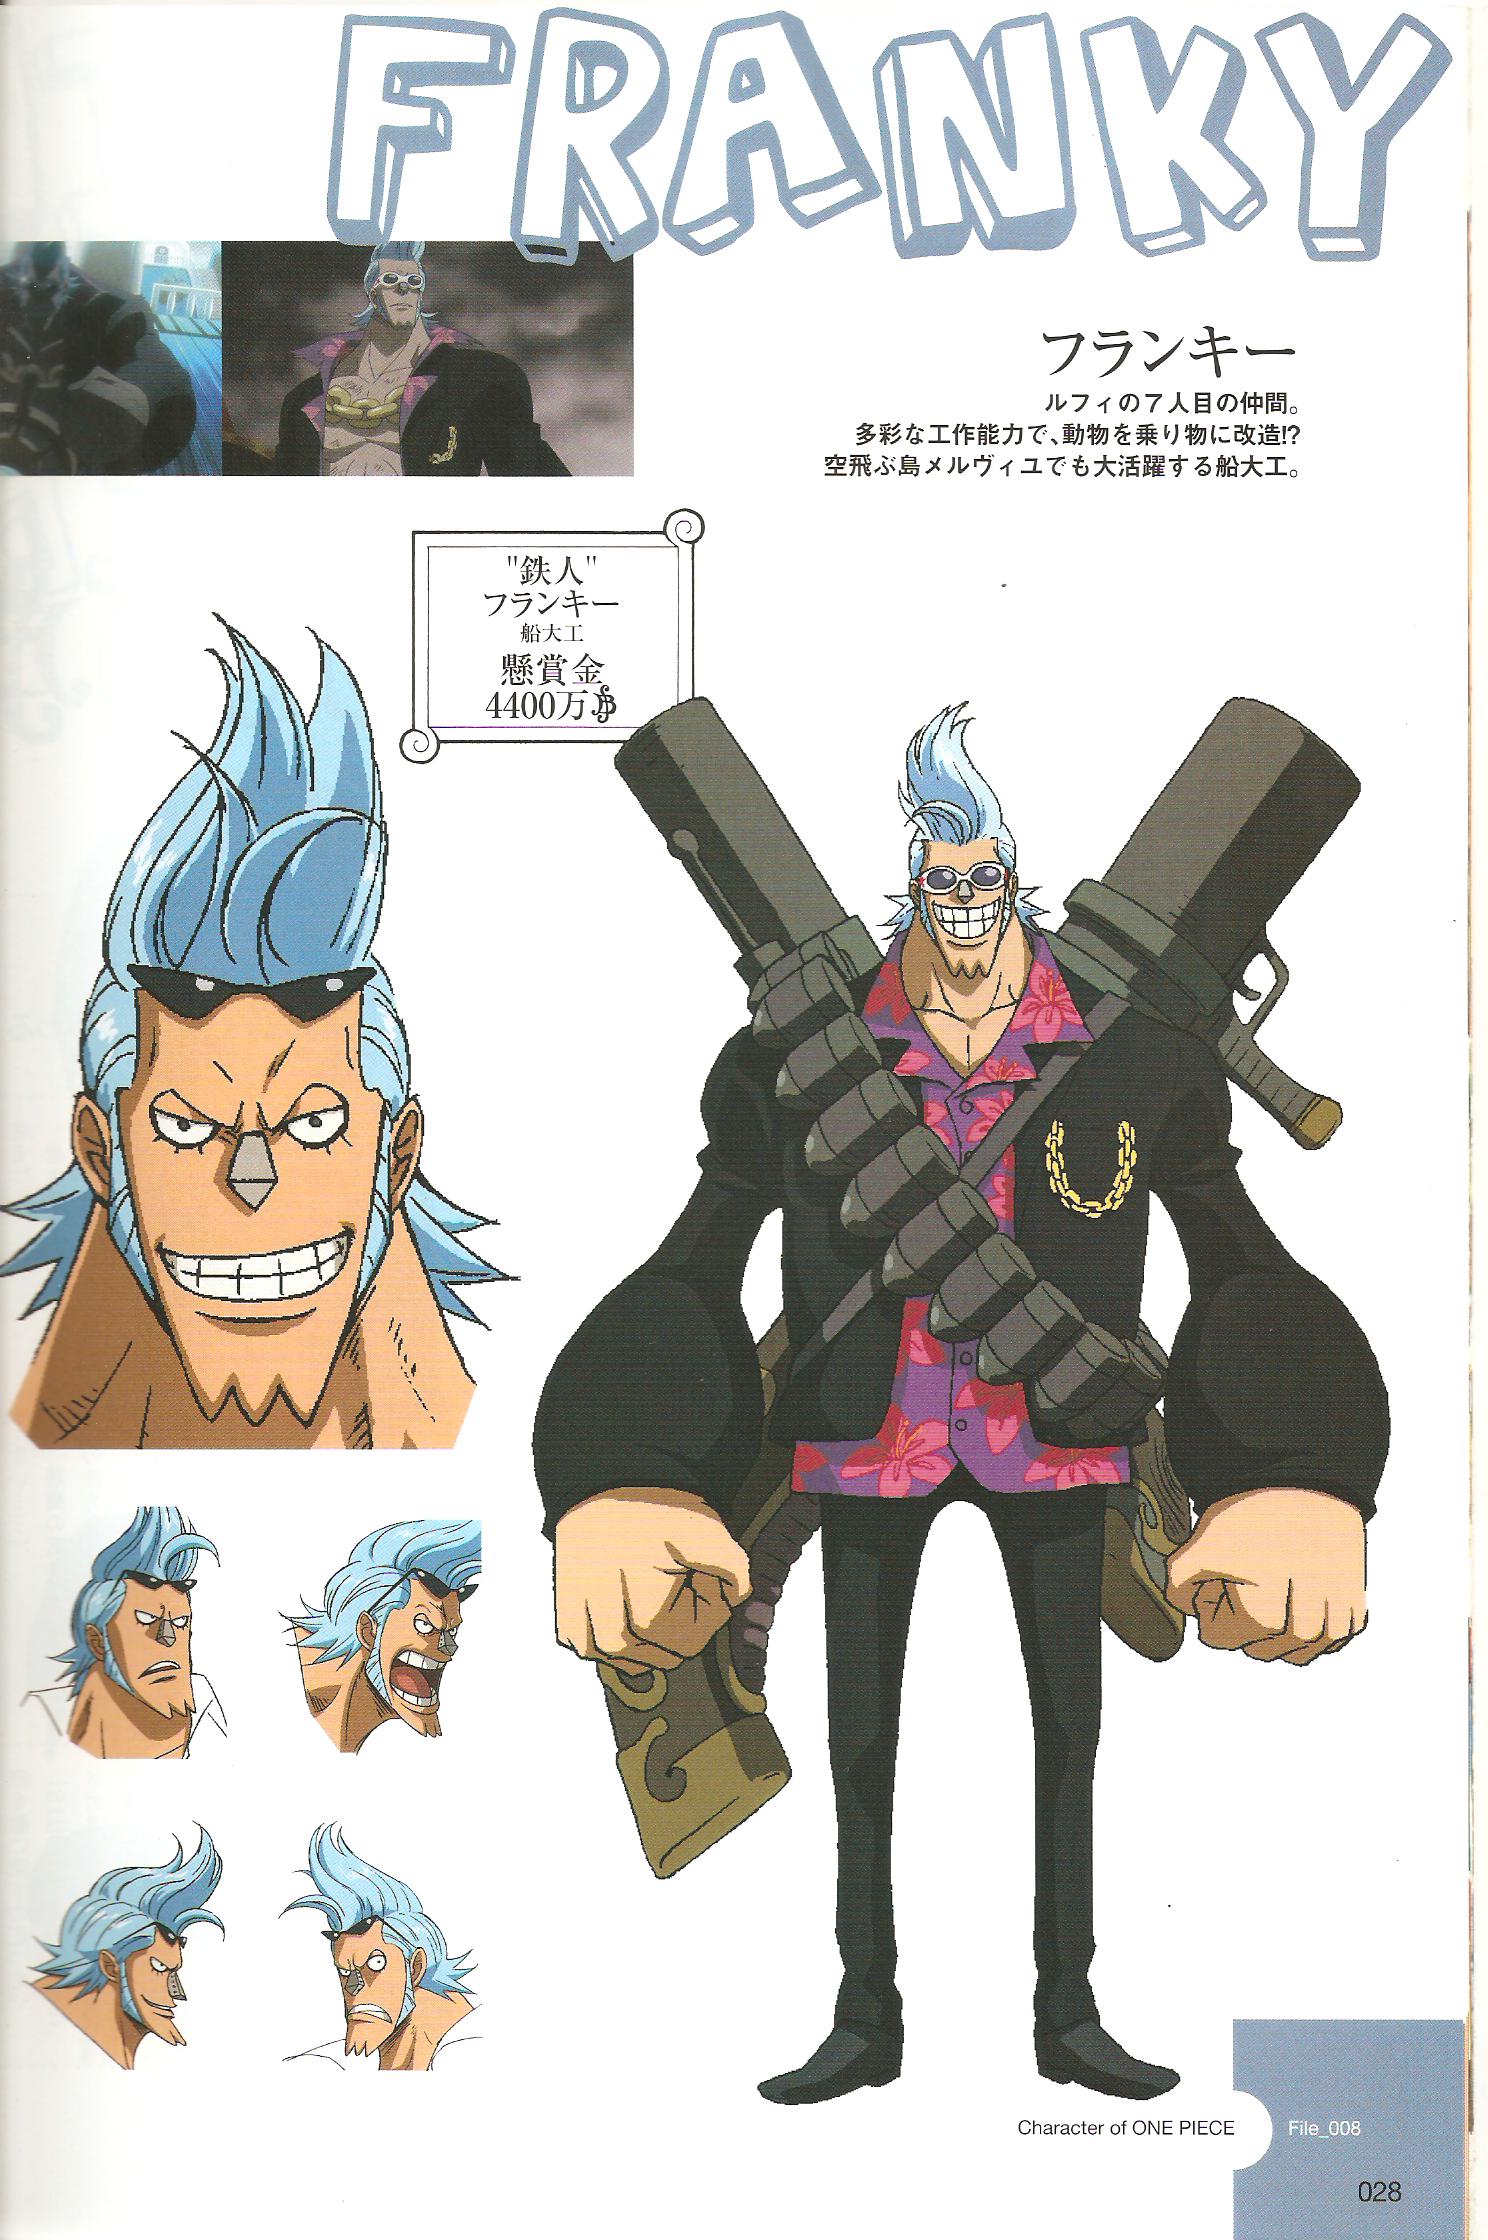 FRANKY
フランキー
ルフィの7人目の仲間。
多彩な工作能力で、動物を乗り物に改造!?
空飛ぶ島メルヴィユでも大活躍する船大工。
"鉄人"
フランキー
船大工
懸賞金
4400万
Character of ONE PIECE
File_008
028